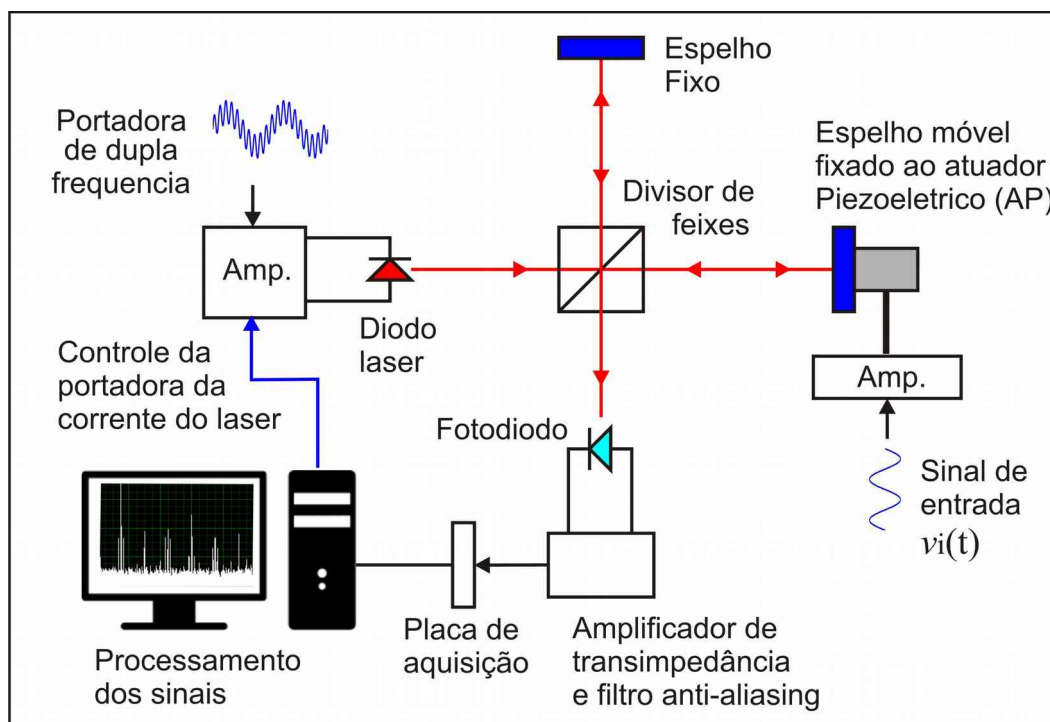 Espelho
Fixo
Portadora
de dupla
frequencia
Espelho móvel
fixado ao atuador
Piezoeletrico (AP)
Divisor de
feixes
Amp.
Diodo
laser
Controle da
portadora da
corrente do laser
Amp.
Fotodiodo
Sinal de
entrada
vi(t)
Placa de
aquisição
Amplificador de
transimpedância
e filtro anti-aliasing
Processamento
dos sinais